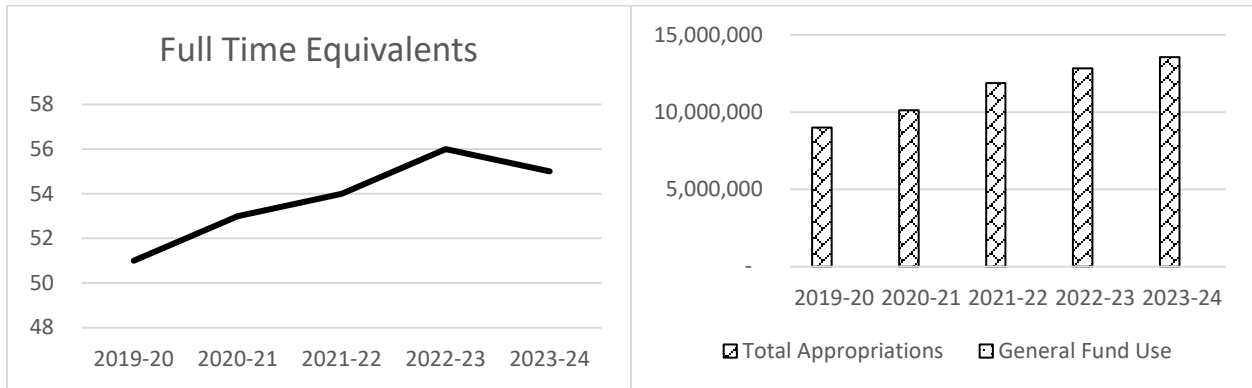 Full Time Equivalents
58
56
54
52
50
48
2019-20 2020-21 2021-22 2022-23 2023-24
15,000,000
10,000,000
5,000,000
-
2019-20 2020-21 2021-22 2022-23 2023-24
Total Appropriations General Fund Use